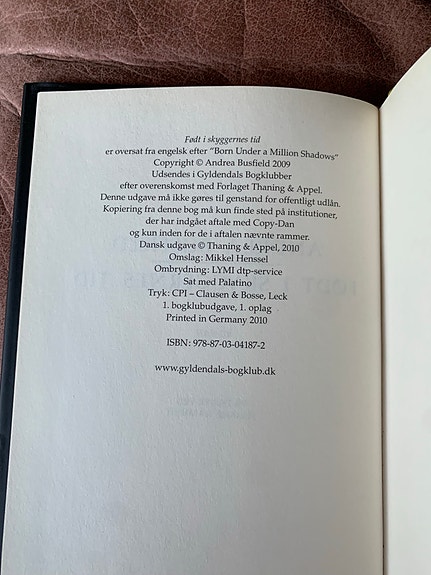 Født i skyggernes tid
er oversat fra engelsk efter "Born Under a Million Shadows"
Copyright © Andrea Busfield 2009
Udsendes i Gyldendals Bogklubber
efter overenskomst med Forlaget Thaning & Appel.
Denne udgave må ikke gøres til genstand for offentligt udlån.
Kopiering fra denne bog må kun finde sted på institutioner,
der har indgået aftale med Copy-Dan
og kun inden for de i aftalen nævnte rammer.
Dansk udgave © Thaning & Appel, 2010
Omslag: Mikkel Henssel
Ombrydning: LYMI dtp-service
Sat med Palatino
Tryk: CPI – Clausen & Bosse, Leck
1. bogklubudgave, 1. oplag
Printed in Germany 2010
ISBN: 978-87-03-04187-2
www.gyldendals-bogklub.dk